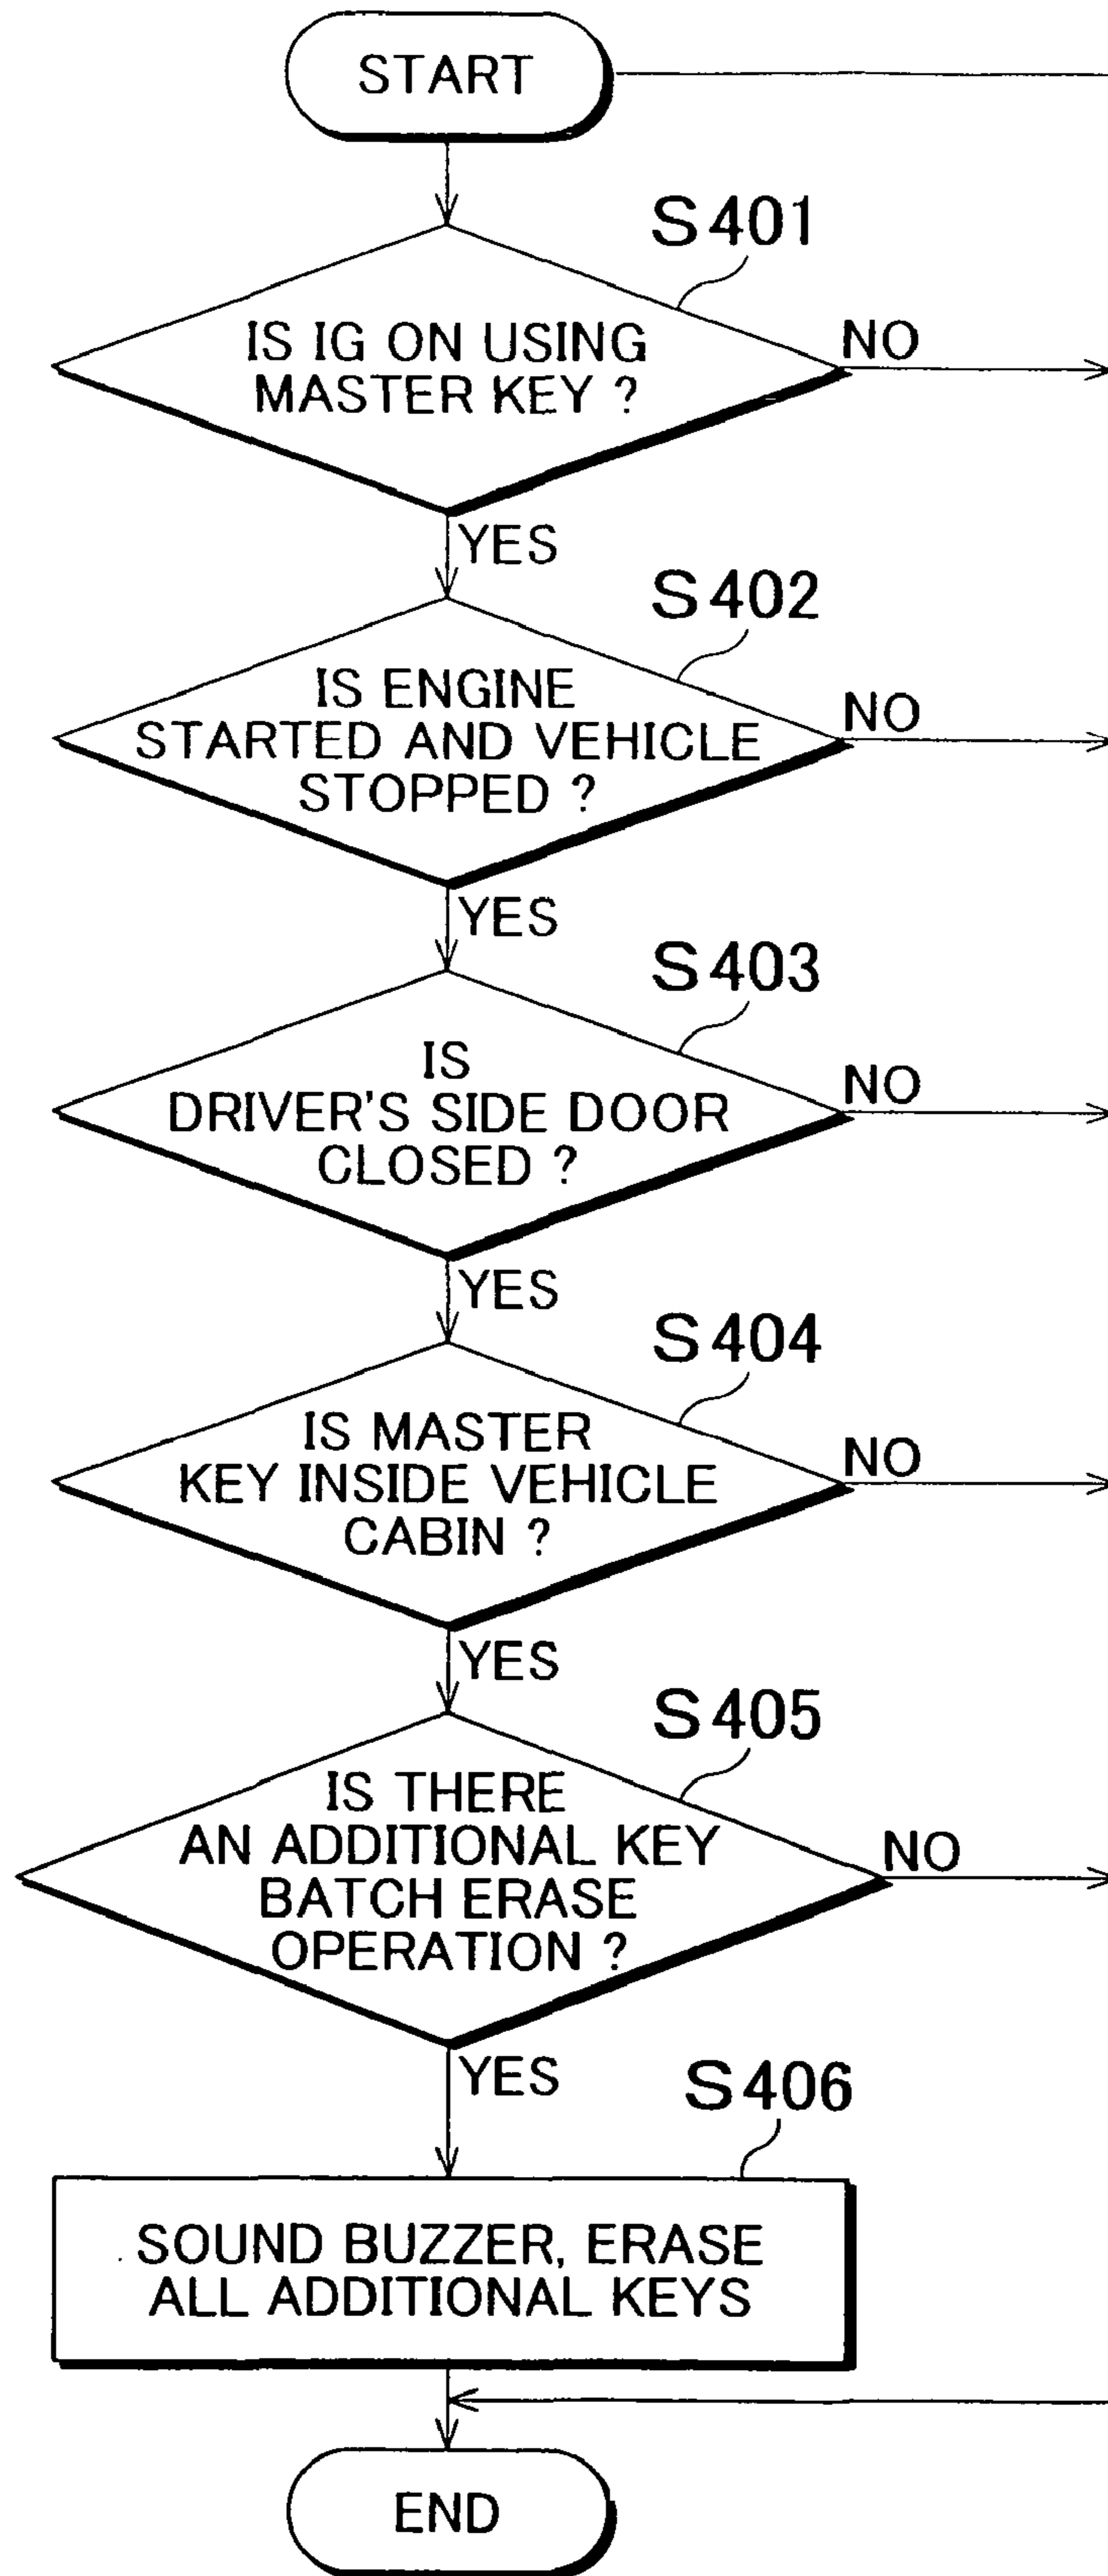 START
S401
IS IG ON USING
MASTER KEY ?
NO
YES
S402
IS ENGINE
STARTED AND VEHICLE
STOPPED ?
NO
YES
S403
IS
DRIVER'S SIDE DOOR
CLOSED ?
NO
YES
S404
IS MASTER
KEY INSIDE VEHICLE
CABIN ?
NO
YES
S405
IS THERE
AN ADDITIONAL KEY
BATCH ERASE
OPERATION ?
NO
YES
S406
SOUND BUZZER, ERASE
ALL ADDITIONAL KEYS
END